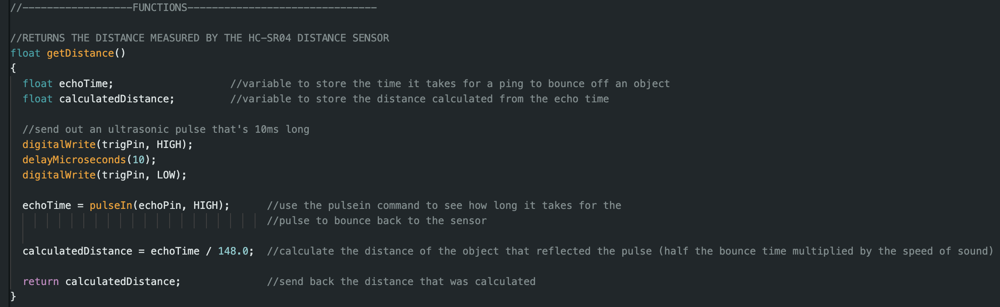 //------------------FUNCTIONS-------------------------------
//RETURNS THE DISTANCE MEASURED BY THE HC-SR04 DISTANCE SENSOR
float getDistance()
{
  float echoTime;                   //variable to store the time it takes for a ping to bounce off an object
  float calculatedDistance;         //variable to store the distance calculated from the echo time
  //send out an ultrasonic pulse that's 10ms long
  digitalWrite(trigPin, HIGH);
  delayMicroseconds(10);
  digitalWrite(trigPin, LOW);
  echoTime = pulseIn(echoPin, HIGH);      //use the pulsein command to see how long it takes for the
                                          //pulse to bounce back to the sensor
  calculatedDistance = echoTime / 148.0;  //calculate the distance of the object that reflected the pulse (half the bounce time multiplied by the speed of sound)
  return calculatedDistance;              //send back the distance that was calculated
}